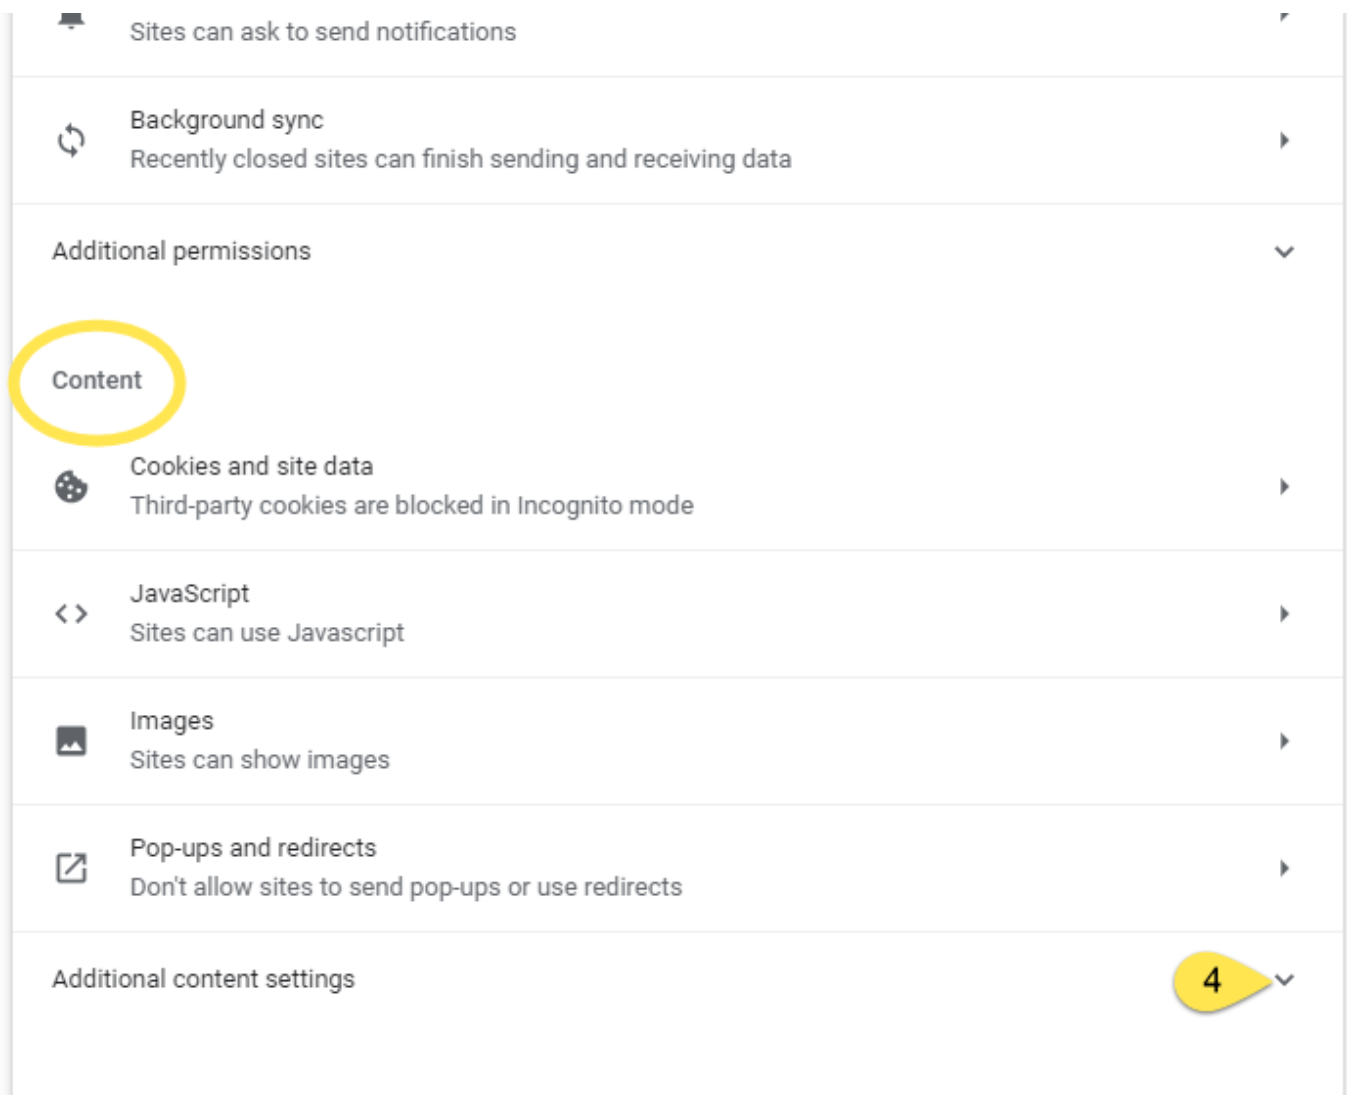 Sites can ask to send notifications
Background sync
Recently closed sites can finish sending and receiving data
Additional permissions
Content
Cookies and site data
Third-party cookies are blocked in Incognito mode
JavaScript
Sites can use Javascript
Images
Sites can show images
Pop-ups and redirects
Don't allow sites to send pop-ups or use redirects
Additional content settings
4